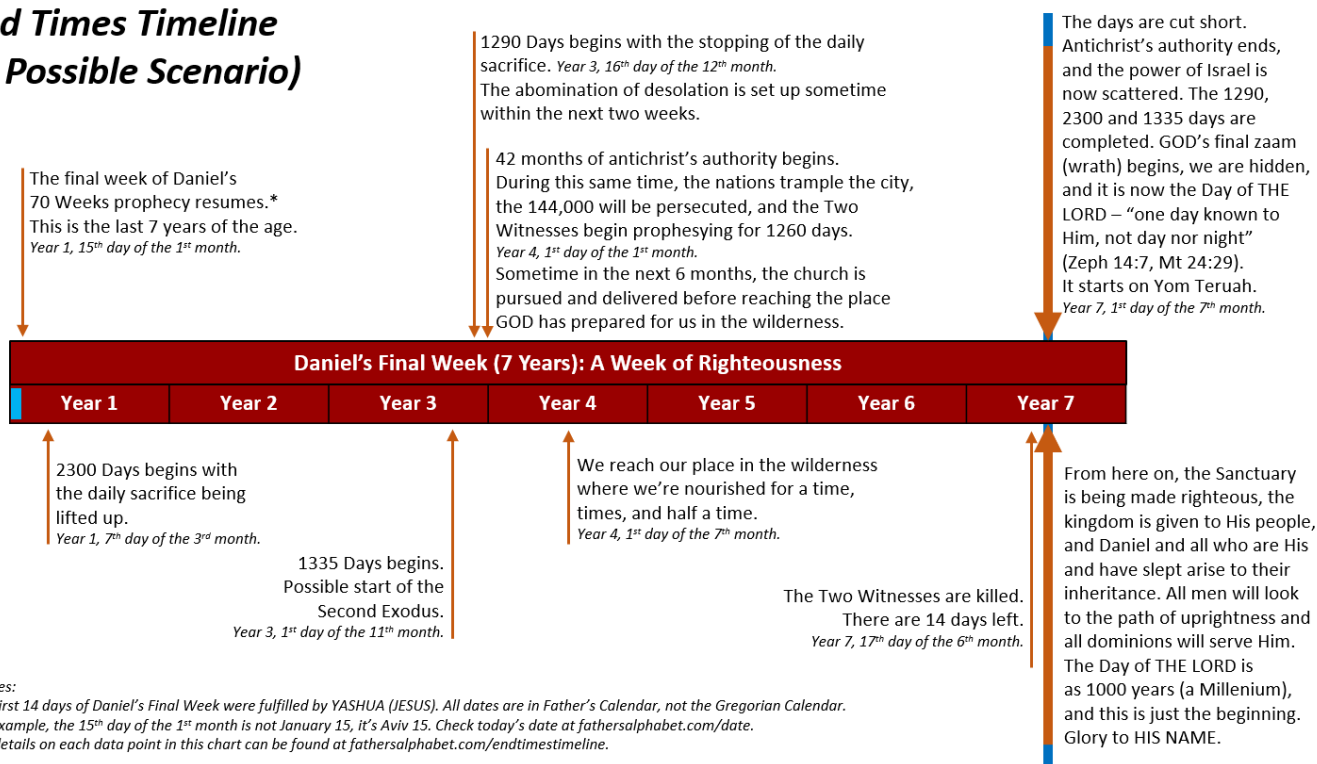 d Times Timeline
Possible Scenario)
1290 Days begins with the stopping of the daily
sacrifice. Year 3, 16th day of the 12th month.
The abomination of desolation is set up sometime
within the next two weeks.
The days are cut short.
Antichrist’s authority ends,
and the power of Israel is
now scattered. The 1290,
2300 and 1335 days are
completed. GOD’s final zaam
(wrath) begins, we are hidden,
and it is now the Day of THE
LORD – “one day known to
Him, not day nor night”
(Zeph 14:7, Mt 24:29).
It starts on Yom Teruah.
Year 7, 1st day of the 7th month.
The final week of Daniel’s
70 Weeks prophecy resumes.*
This is the last 7 years of the age.
Year 1, 15th day of the 1st month.
42 months of antichrist’s authority begins.
During this same time, the nations trample the city,
the 144,000 will be persecuted, and the Two
Witnesses begin prophesying for 1260 days.
Year 4, 1st day of the 1st month.
Sometime in the next 6 months, the church is
pursued and delivered before reaching the place
GOD has prepared for us in the wilderness.
Daniel’s Final Week (7 Years): A Week of Righteousness
Year 1 Year 2 Year 3 Year 4 Year 5 Year 6 Year 7
2300 Days begins with
the daily sacrifice being
lifted up.
Year 1, 7th day of the 3rd month.
1335 Days begins.
Possible start of the
Second Exodus.
Year 3, 1st day of the 11th month.
We reach our place in the wilderness
where we’re nourished for a time,
times, and half a time.
Year 4, 1st day of the 7th month.
The Two Witnesses are killed.
There are 14 days left.
Year 7, 17th day of the 6th month.
From here on, the Sanctuary
is being made righteous, the
kingdom is given to His people,
and Daniel and all who are His
and have slept arise to their
inheritance. All men will look
to the path of uprightness and
all dominions will serve Him.
The Day of THE LORD is
as 1000 years (a Millenium),
and this is just the beginning.
Glory to HIS NAME.
es:
irst 14 days of Daniel’s Final Week were fulfilled by YASHUA (JESUS). All dates are in Father’s Calendar, not the Gregorian Calendar.
xample, the 15th day of the 1st month is not January 15, it’s Aviv 15. Check today’s date at fathersalphabet.com/date.
etails on each data point in this chart can be found at fathersalphabet.com/endtimestimeline.